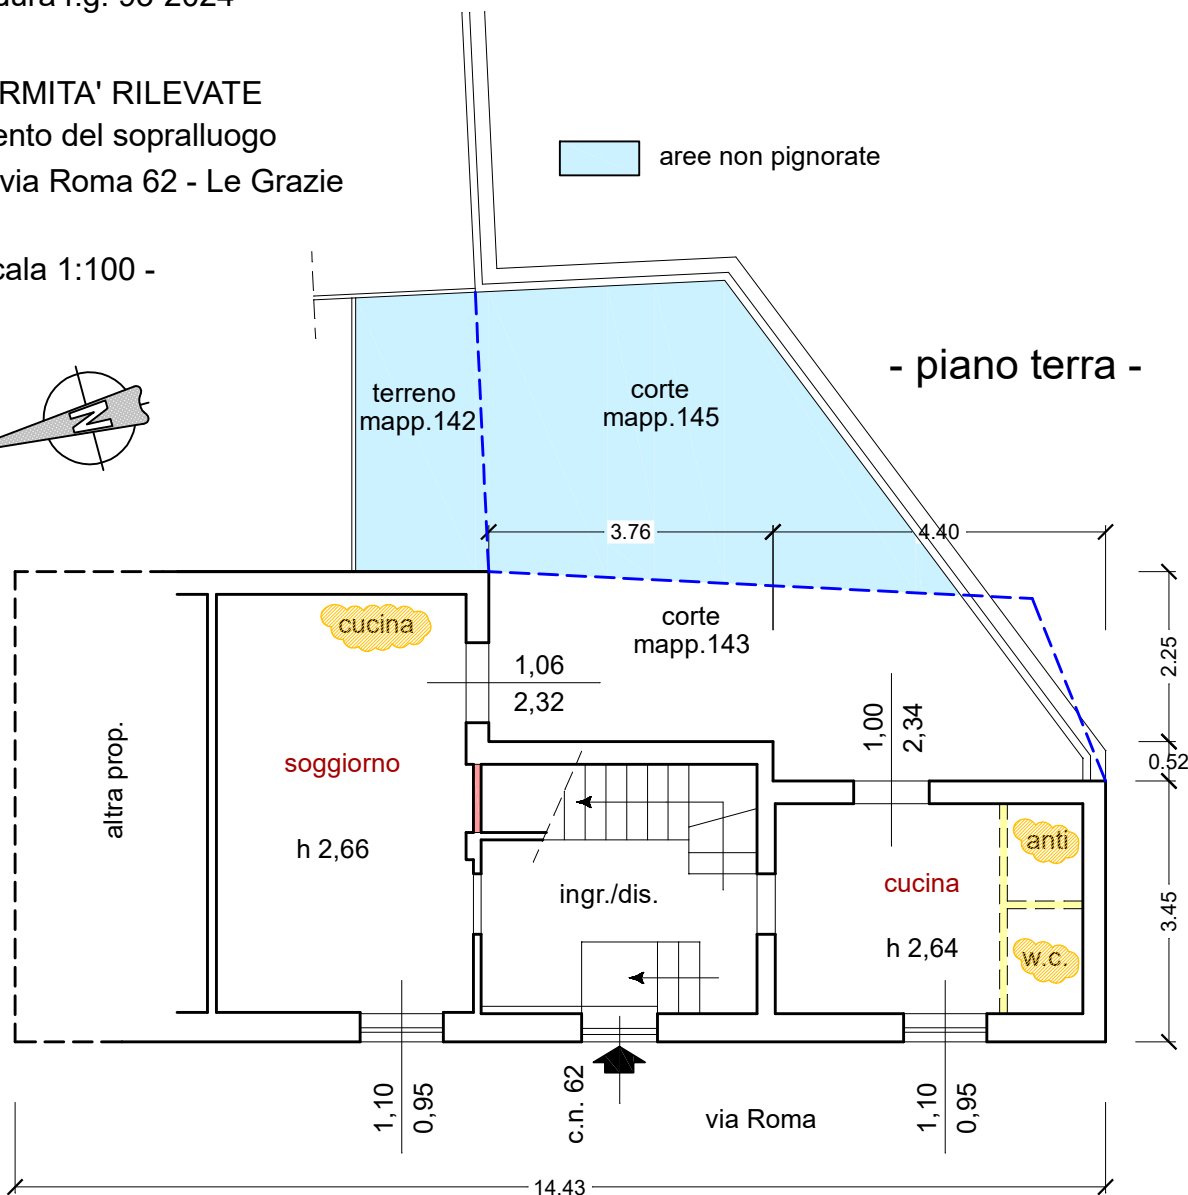 RMITA' RILEVATE
ento del sopralluogo
via Roma 62 - Le Grazie
cala 1:100 -
aree non pignorate
- piano terra -
N
terreno
mapp.142
corte
mapp.145
3.76
4.40
cucina
corte
mapp.143
1,06
2,32
2.25
1,00
2,34
0.52
altra prop.
soggiorno
h 2,66
ingr./dis.
cucina
h 2,64
anti
w.c.
3.45
1,10
0,95
c.n. 62
via Roma
1,10
0,95
14.43